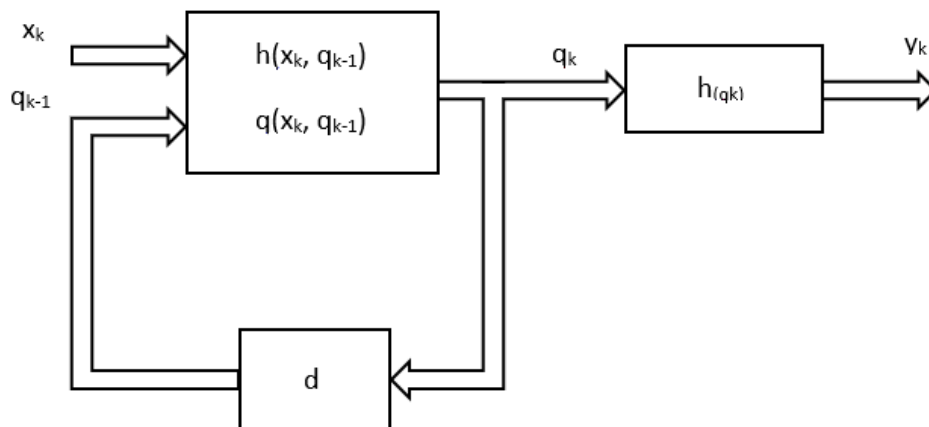 xₖ
h(xₖ, qₖ₋₁)
qₖ
yₖ
h₍qk₎
qₖ₋₁
q(xₖ, qₖ₋₁)
d